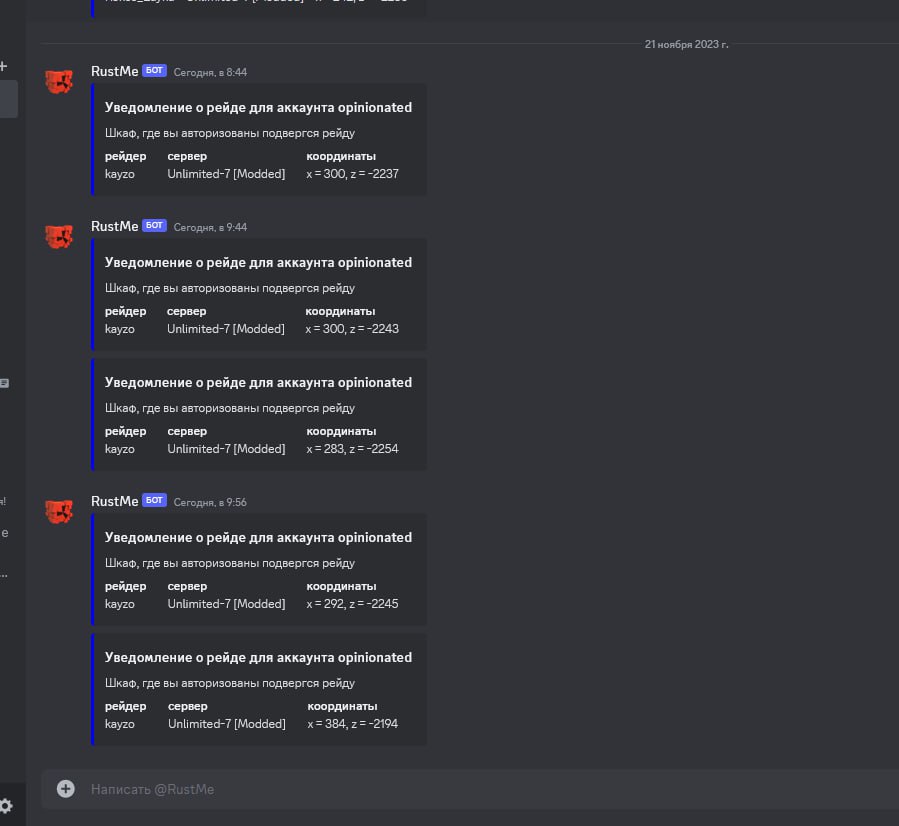 21 ноября 2023 г.
RustMe БОТ Сегодня, в 8:44
Уведомление о рейде для аккаунта opinionated
Шкаф, где вы авторизованы подвергся рейду
рейдер сервер координаты
kayzo Unlimited-7 [Modded] x = 300, z = -2237
RustMe БОТ Сегодня, в 9:44
Уведомление о рейде для аккаунта opinionated
Шкаф, где вы авторизованы подвергся рейду
рейдер сервер координаты
kayzo Unlimited-7 [Modded] x = 300, z = -2243
Уведомление о рейде для аккаунта opinionated
Шкаф, где вы авторизованы подвергся рейду
рейдер сервер координаты
kayzo Unlimited-7 [Modded] x = 283, z = -2254
RustMe БОТ Сегодня, в 9:56
Уведомление о рейде для аккаунта opinionated
Шкаф, где вы авторизованы подвергся рейду
рейдер сервер координаты
kayzo Unlimited-7 [Modded] x = 292, z = -2245
Уведомление о рейде для аккаунта opinionated
Шкаф, где вы авторизованы подвергся рейду
рейдер сервер координаты
kayzo Unlimited-7 [Modded] x = 384, z = -2194
Написать @RustMe